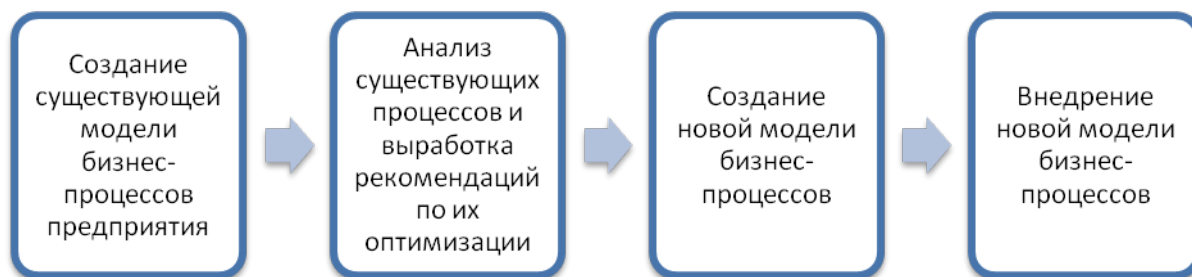 Создание
существующей
модели
бизнес-
процессов
предприятия
Анализ
существующих
процессов и
выработка
рекомендаций
по их
оптимизации
Создание
новой модели
бизнес-
процессов
Внедрение
новой модели
бизнес-
процессов